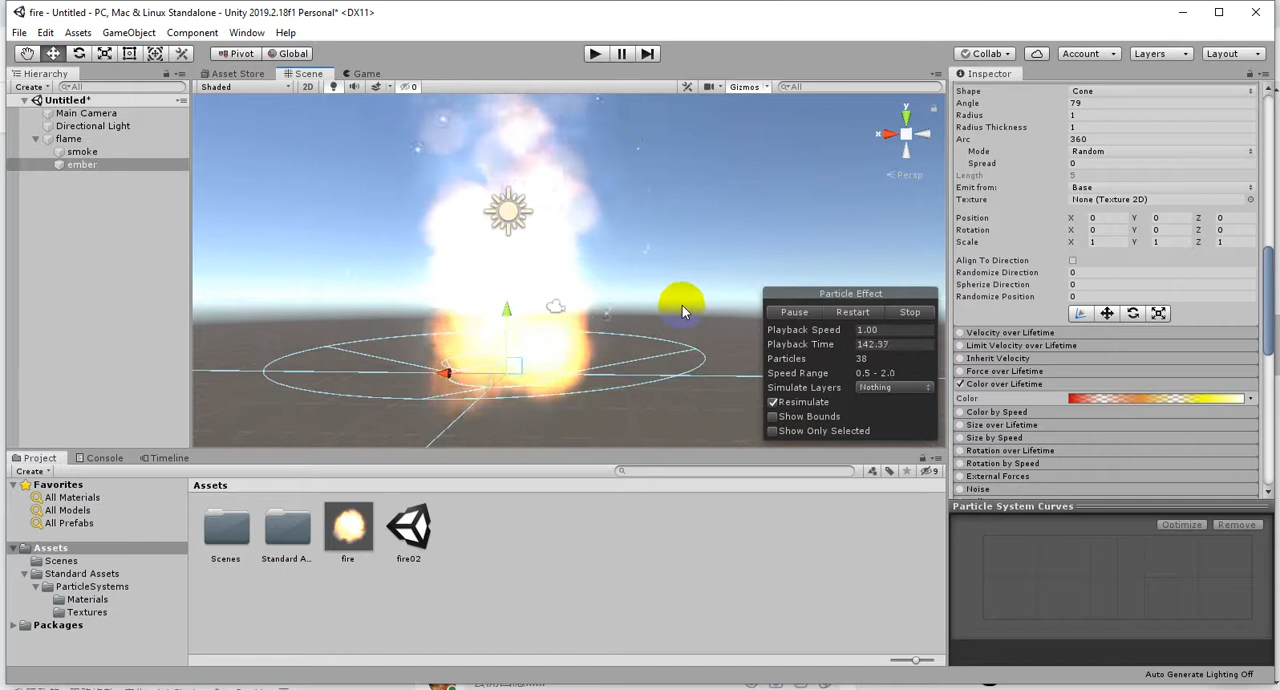 fire - Untitled - PC, Mac & Linux Standalone - Unity 2019.2.18f1 Personal* <DX11>
File Edit Assets GameObject Component Window Help
Pivot Global Collab Account Layers Layout
Hierarchy
Create All
Untitled*
Main Camera
Directional Light
flame
smoke
ember
Asset Store Scene Game
Shaded 2D 0 Gizmos All
y
x
Persp
Particle Effect
Pause Restart Stop
Playback Speed 1.00
Playback Time 142.37
Particles 38
Speed Range 0.5 - 2.0
Simulate Layers Nothing
Resimulate
Show Bounds
Show Only Selected
Inspector
Shape Cone
Angle 79
Radius 1
Radius Thickness 1
Arc 360
Mode Random
Spread 0
Length 5
Emit from: Base
Texture None (Texture 2D)
Position X 0 Y 0 Z 0
Rotation X 0 Y 0 Z 0
Scale X 1 Y 1 Z 1
Align To Direction
Randomize Direction 0
Spherize Direction 0
Randomize Position 0
Velocity over Lifetime
Limit Velocity over Lifetime
Inherit Velocity
Force over Lifetime
Color over Lifetime
Color
Color by Speed
Size over Lifetime
Size by Speed
Rotation over Lifetime
Rotation by Speed
External Forces
Noise
Particle System Curves
Optimize Remove
Project Console Timeline
Create 9
Favorites
All Materials
All Models
All Prefabs
Assets
Scenes
Standard Assets
ParticleSystems
Materials
Textures
Packages
Assets
Scenes Standard A... fire fire02
Auto Generate Lighting Off